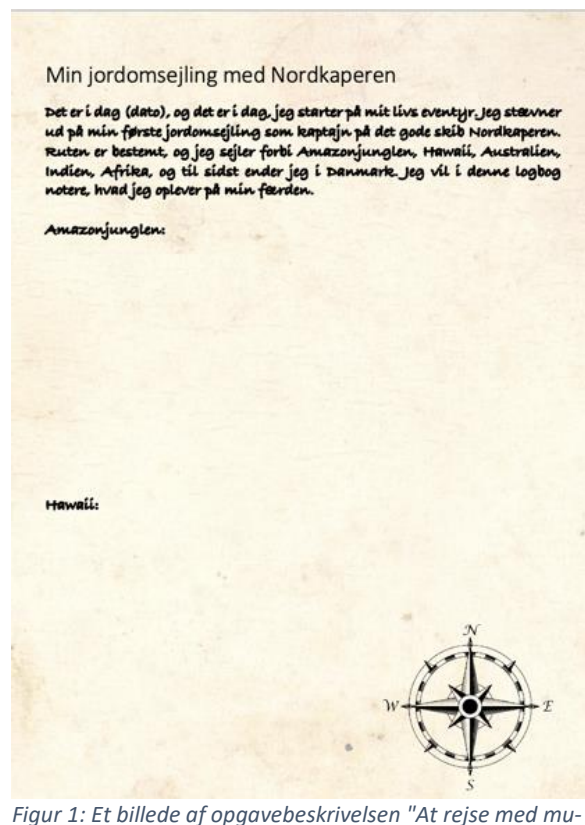 Min jordomsejling med Nordkaperen
Det er i dag (dato), og det er i dag, jeg starter på mit livs eventyr. Jeg stævner
ud på min første jordomsejling som kaptajn på det gode skib Nordkaperen.
Ruten er bestemt, og jeg sejler forbi Amazonjunglen, Hawaii, Australien,
Indien, Afrika, og til sidst ender jeg i Danmark. Jeg vil i denne logbog
notere, hvad jeg oplever på min færden.
Amazonjunglen:
Hawaii:
N
W E
S
Figur 1: Et billede af opgavebeskrivelsen "At rejse med mu-